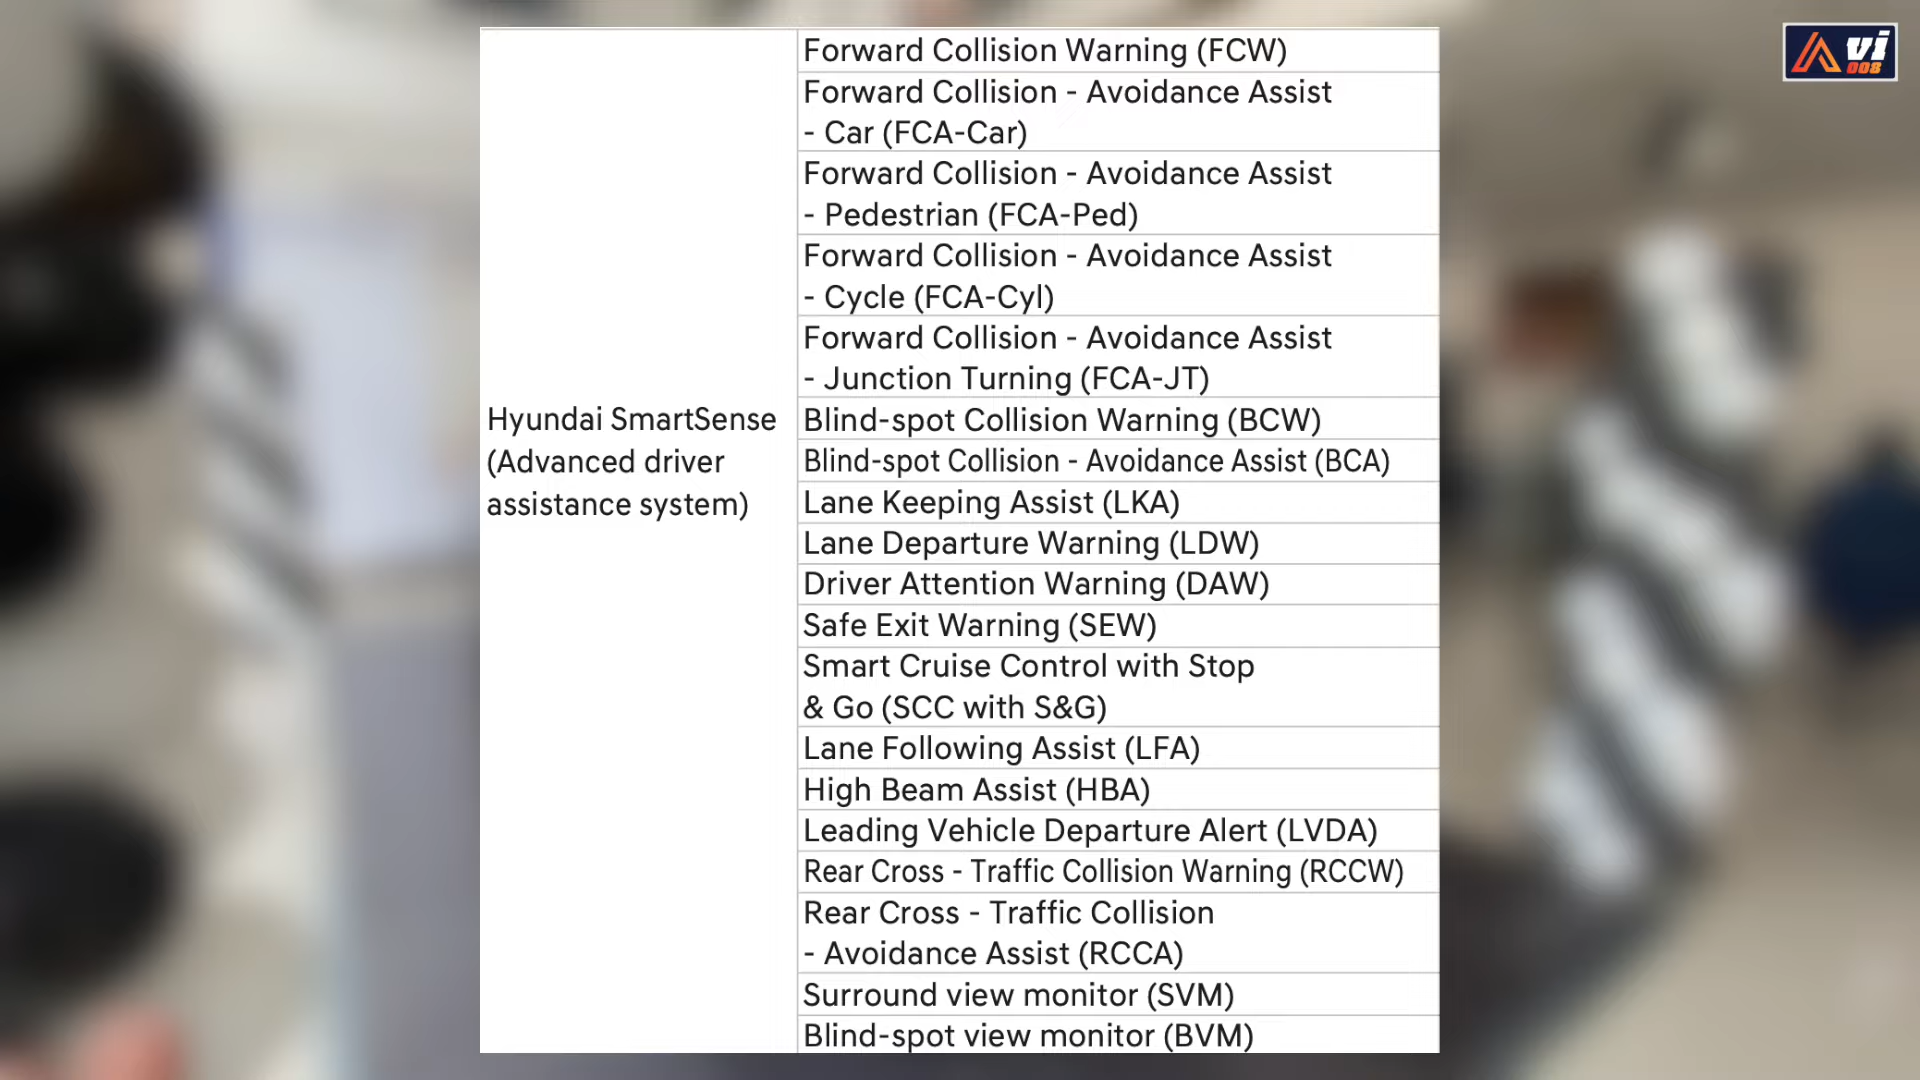 Forward Collision Warning (FCW)
Forward Collision - Avoidance Assist
- Car (FCA-Car)
Forward Collision - Avoidance Assist
- Pedestrian (FCA-Ped)
Forward Collision - Avoidance Assist
- Cycle (FCA-Cyl)
Forward Collision - Avoidance Assist
- Junction Turning (FCA-JT)
Hyundai SmartSense
(Advanced driver
assistance system)
Blind-spot Collision Warning (BCW)
Blind-spot Collision - Avoidance Assist (BCA)
Lane Keeping Assist (LKA)
Lane Departure Warning (LDW)
Driver Attention Warning (DAW)
Safe Exit Warning (SEW)
Smart Cruise Control with Stop
& Go (SCC with S&G)
Lane Following Assist (LFA)
High Beam Assist (HBA)
Leading Vehicle Departure Alert (LVDA)
Rear Cross - Traffic Collision Warning (RCCW)
Rear Cross - Traffic Collision
- Avoidance Assist (RCCA)
Surround view monitor (SVM)
Blind-spot view monitor (BVM)
Avi
008